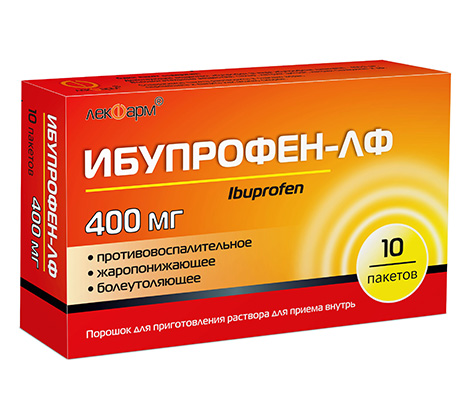 лекФарм®
ИБУПРОФЕН-ЛФ
Ibuprofen
400 мг
• противовоспалительное
• жаропонижающее
• болеутоляющее
10
пакетов
Порошок для приготовления раствора для приема внутрь
10 пакетов
ИБУПРОФЕН-ЛФ
400 мг